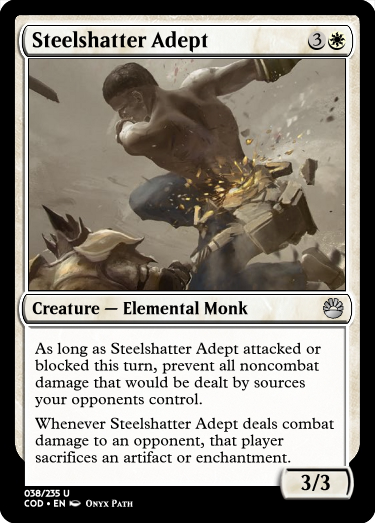 Steelshatter Adept 3
Creature — Elemental Monk
As long as Steelshatter Adept attacked or
blocked this turn, prevent all noncombat
damage that would be dealt by sources
your opponents control.
Whenever Steelshatter Adept deals combat
damage to an opponent, that player
sacrifices an artifact or enchantment.
3/3
038/235 U
COD • EN Onyx Path